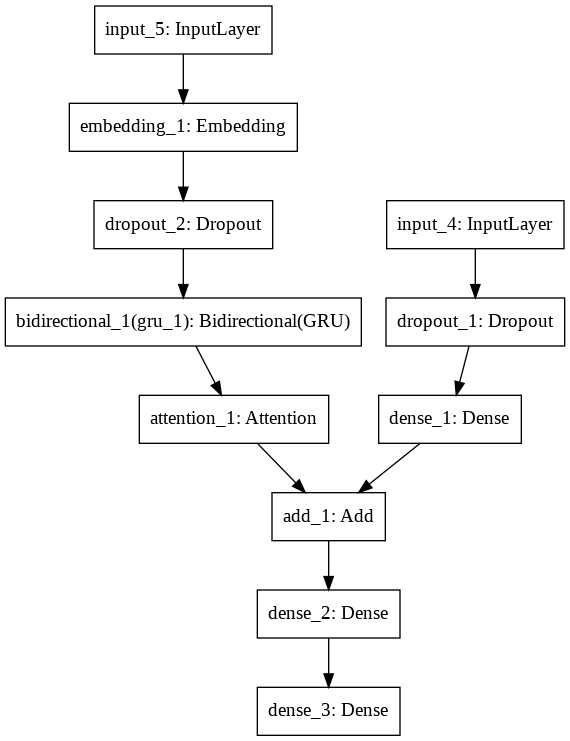 input_5: InputLayer
embedding_1: Embedding
dropout_2: Dropout
input_4: InputLayer
bidirectional_1(gru_1): Bidirectional(GRU)
dropout_1: Dropout
attention_1: Attention
dense_1: Dense
add_1: Add
dense_2: Dense
dense_3: Dense